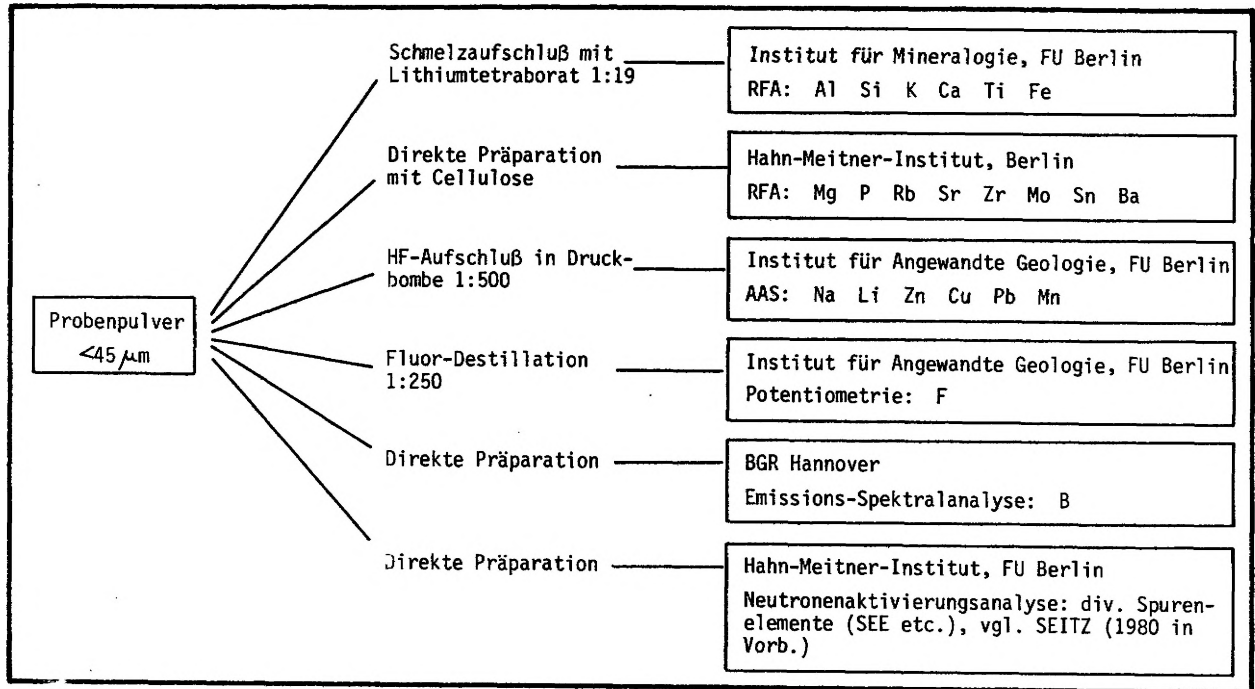 Schmelzaufschluß mit
Lithiumtetraborat 1:19
Institut für Mineralogie, FU Berlin
RFA: Al Si K Ca Ti Fe
Direkte Präparation
mit Cellulose
Hahn-Meitner-Institut, Berlin
RFA: Mg P Rb Sr Zr Mo Sn Ba
HF-Aufschluß in Druck-
bombe 1:500
Institut für Angewandte Geologie, FU Berlin
AAS: Na Li Zn Cu Pb Mn
Probenpulver
<45 µm
Fluor-Destillation
1:250
Institut für Angewandte Geologie, FU Berlin
Potentiometrie: F
Direkte Präparation
BGR Hannover
Emissions-Spektralanalyse: B
Direkte Präparation
Hahn-Meitner-Institut, FU Berlin
Neutronenaktivierungsanalyse: div. Spuren-
elemente (SEE etc.), vgl. SEITZ (1980 in
Vorb.)